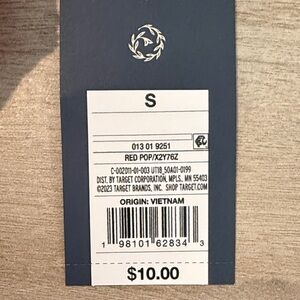 S
013 01 9251
RED POP/X2Y76Z
C-002011-01-003 UT18_50A01-0199
DIST. BY TARGET CORPORATION, MPLS., MN 55403
©2023 TARGET BRANDS, INC. SHOP TARGET.COM
ORIGIN: VIETNAM
1 98101 62834 3
$10.00